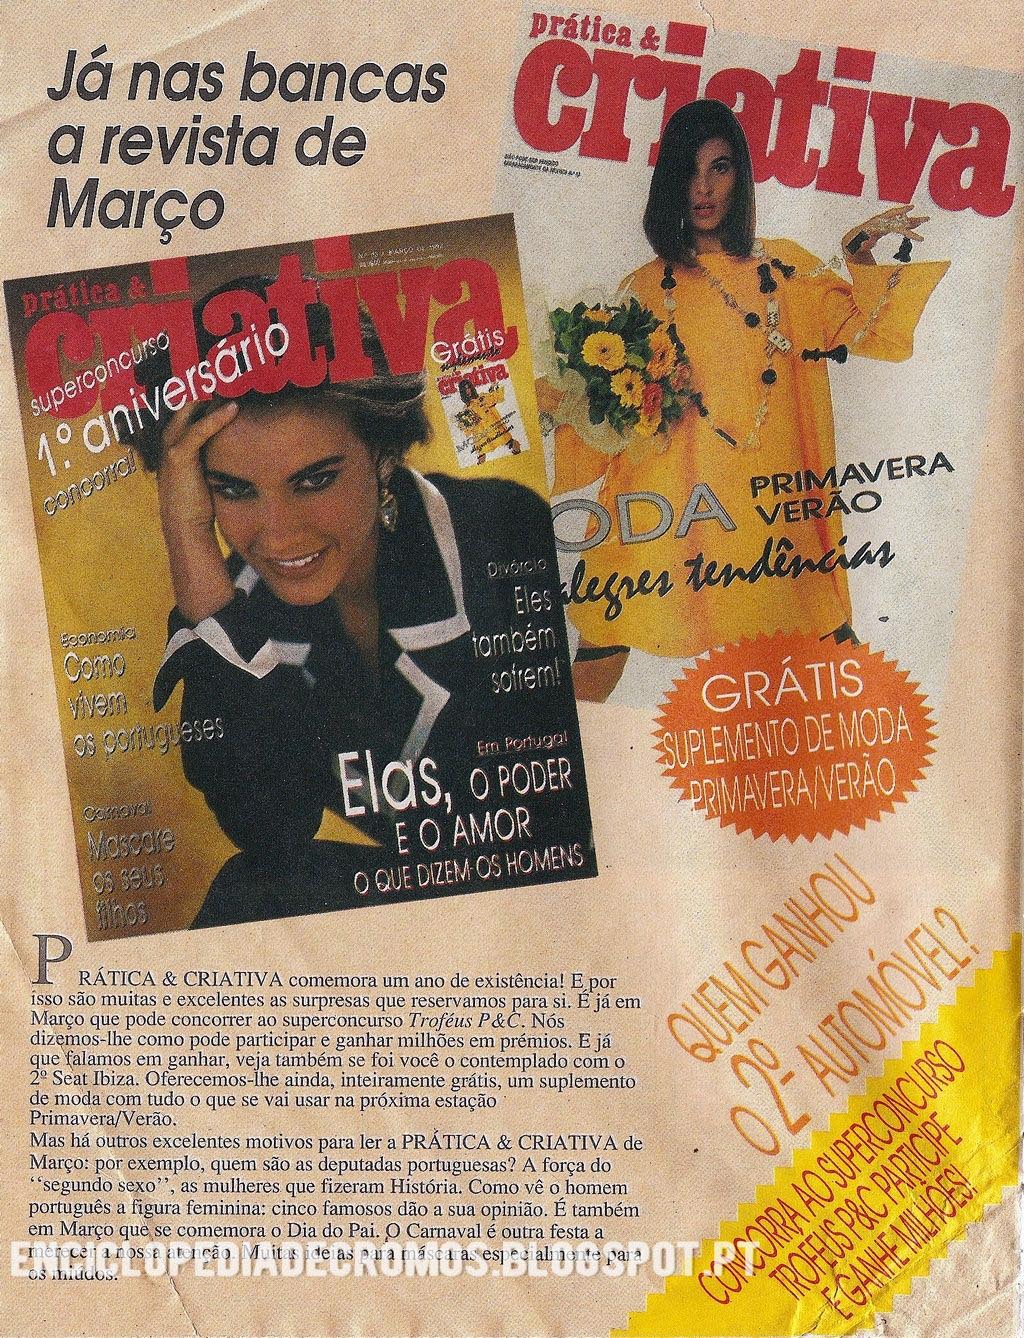 Já nas bancas
a revista de
Março
prática &
criativa
MODA PRIMAVERA
VERÃO
alegres tendências
prática &
criativa
superconcurso
1.º aniversário
concorra!
Grátis
criativa
Divórcio
Eles
também
sofrem!
Economia
Como
vivem
os portugueses
Em Portugal
Elas, O PODER
E O AMOR
O QUE DIZEM OS HOMENS
Carnaval
Mascare
os seus
filhos
GRÁTIS
SUPLEMENTO DE MODA
PRIMAVERA/VERÃO
QUEM GANHOU
O 2º AUTOMÓVEL?
CONCORRA AO SUPERCONCURSO
TROFÉUS P&C PARTICIPE
E GANHE MILHÕES!
PRÁTICA & CRIATIVA comemora um ano de existência! E por
isso são muitas e excelentes as surpresas que reservamos para si. É já em
Março que pode concorrer ao superconcurso Troféus P&C. Nós
dizemos-lhe como pode participar e ganhar milhões em prémios. E já
que falamos em ganhar, veja também se foi você o contemplado com o
2º Seat Ibiza. Oferecemos-lhe ainda, inteiramente grátis, um suplemento
de moda com tudo o que se vai usar na próxima estação
Primavera/Verão.
Mas há outros excelentes motivos para ler a PRÁTICA & CRIATIVA de
Março: por exemplo, quem são as deputadas portuguesas? A força do
‘‘segundo sexo’’, as mulheres que fizeram História. Como vê o homem
português a figura feminina: cinco famosos dão a sua opinião. É também
em Março que se comemora o Dia do Pai. O Carnaval é outra festa a
merecer a nossa atenção. Muitas ideias para máscaras especialmente para
os miúdos.
ENCICLOPEDIADECROMOS.BLOGSPOT.PT